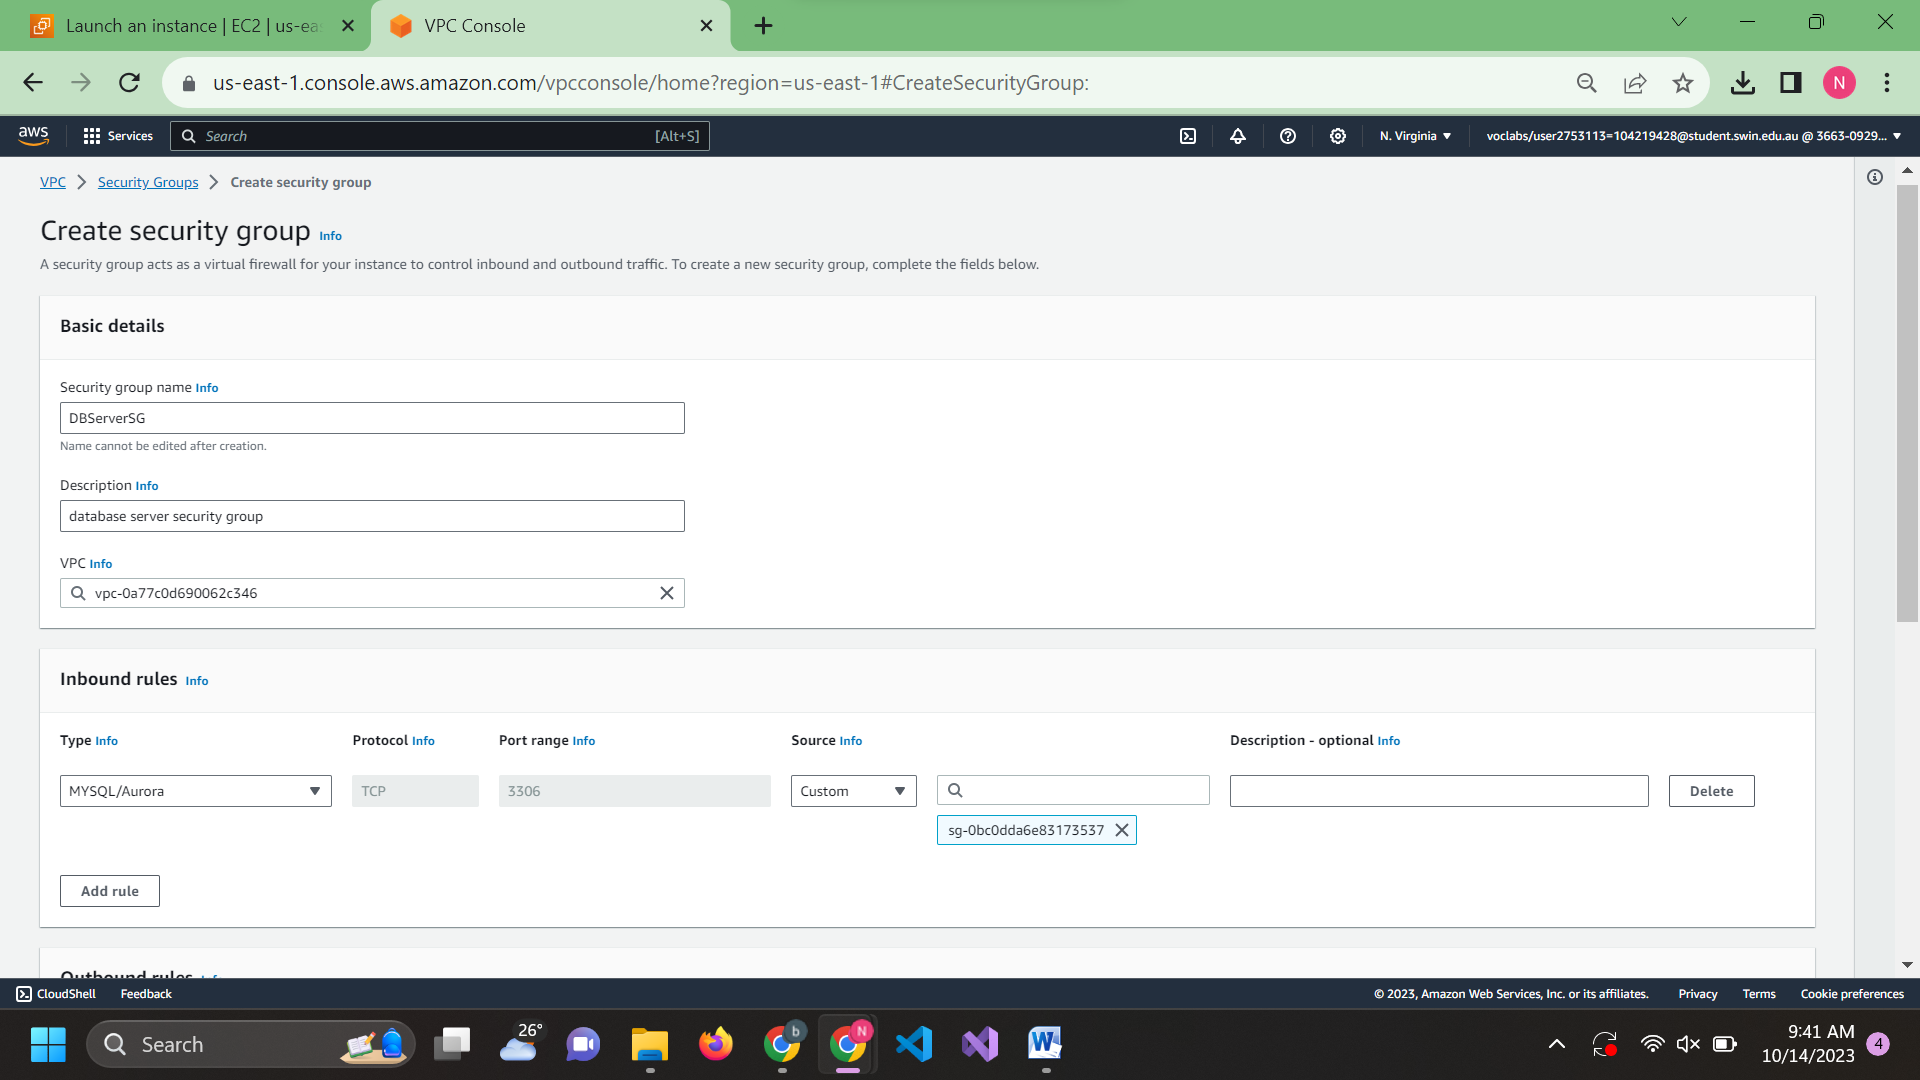 Launch an instance | EC2 | us-eas
VPC Console
us-east-1.console.aws.amazon.com/vpcconsole/home?region=us-east-1#CreateSecurityGroup:
N
aws
Services
Search
[Alt+S]
N. Virginia
voclabs/user2753113=104219428@student.swin.edu.au @ 3663-0929...
VPC
Security Groups
Create security group
Create security group Info
A security group acts as a virtual firewall for your instance to control inbound and outbound traffic. To create a new security group, complete the fields below.
Basic details
Security group name Info
DBServerSG
Name cannot be edited after creation.
Description Info
database server security group
VPC Info
vpc-0a77c0d690062c346
Inbound rules Info
Type Info
Protocol Info
Port range Info
Source Info
Description - optional Info
MYSQL/Aurora
TCP
3306
Custom
Delete
sg-0bc0dda6e83173537
Add rule
Outbound rules Info
CloudShell
Feedback
© 2023, Amazon Web Services, Inc. or its affiliates.
Privacy
Terms
Cookie preferences
Search
26°
b
N
W
9:41 AM
10/14/2023
4